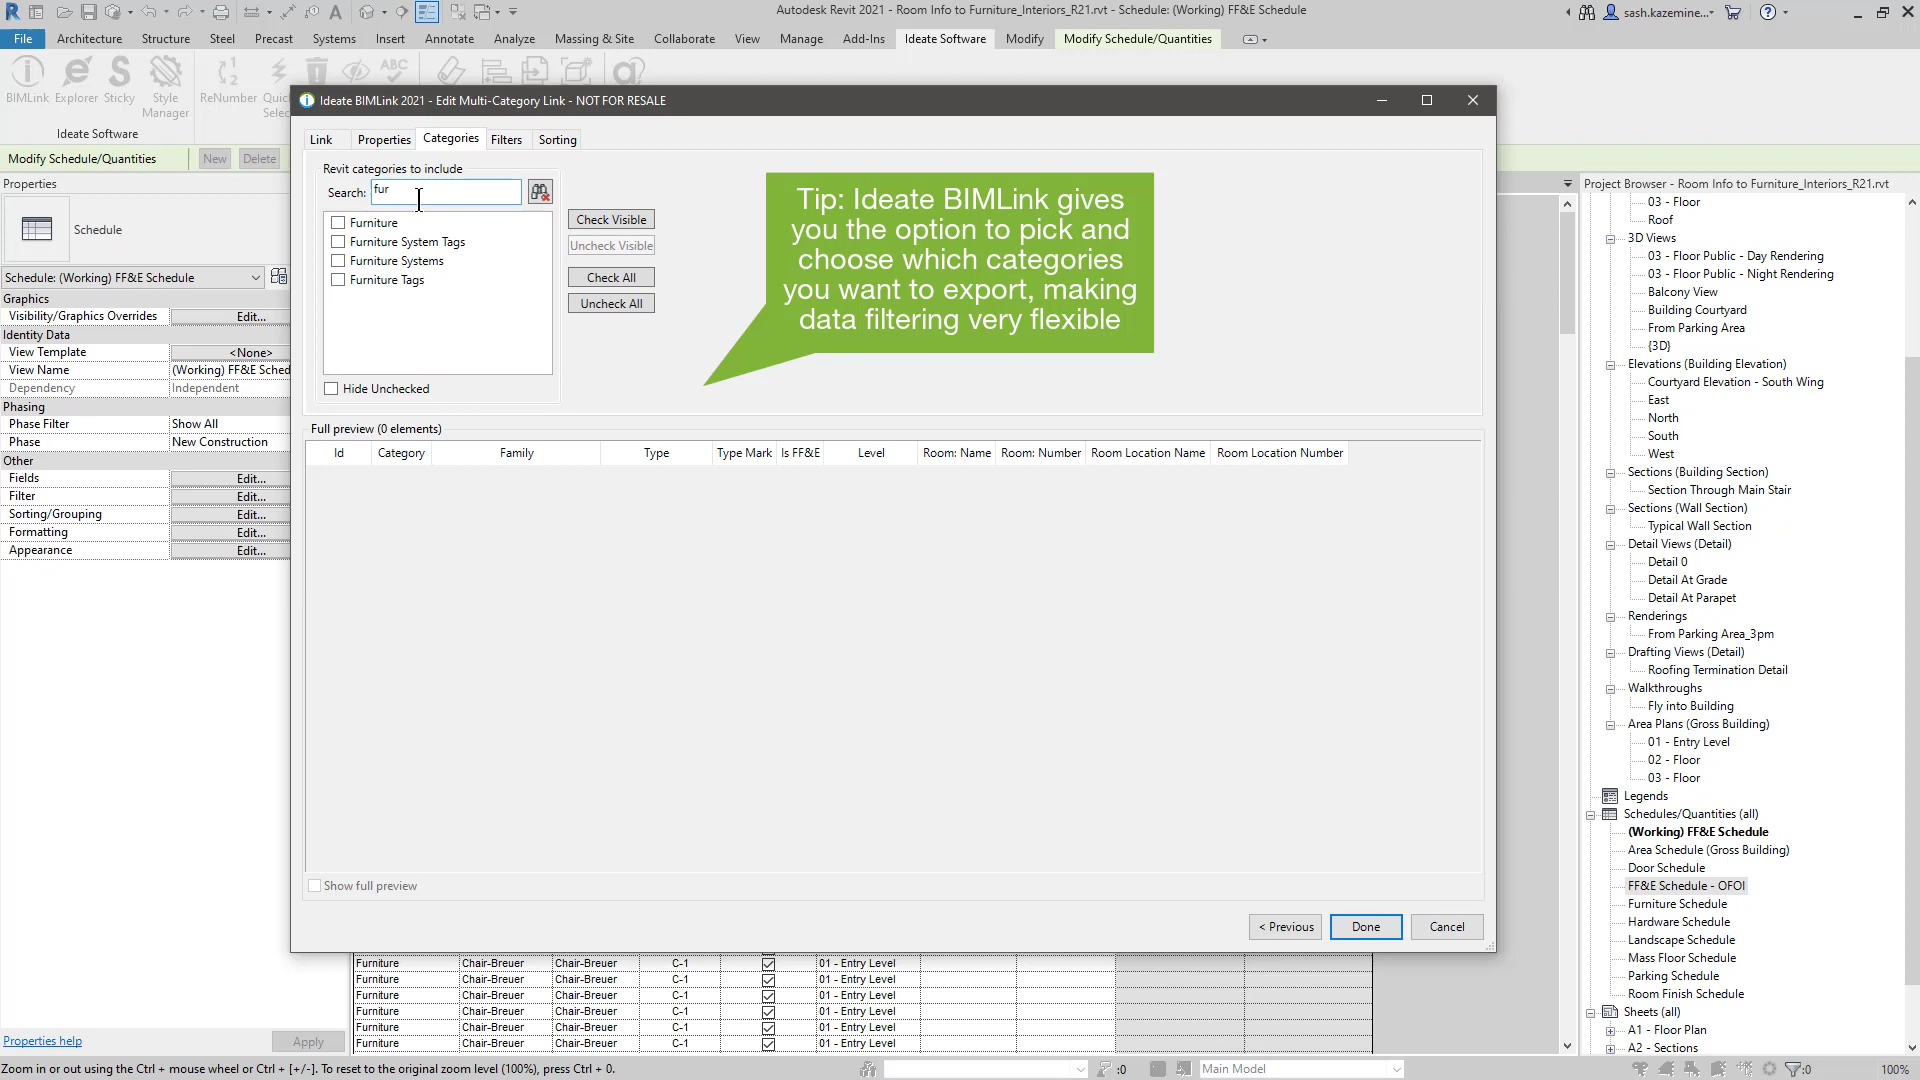 Autodesk Revit 2021 - Room Info to Furniture_Interiors_R21.rvt - Schedule: (Working) FF&E Schedule
sash.kazemine...
File Architecture Structure Steel Precast Systems Insert Annotate Analyze Massing & Site Collaborate View Manage Add-Ins Ideate Software Modify Modify Schedule/Quantities
BIMLink Explorer Sticky Style Manager ReNumber Quick Selec
Ideate Software
Modify Schedule/Quantities New Delete
Properties
Schedule
Schedule: (Working) FF&E Schedule
Graphics
Visibility/Graphics Overrides Edit...
Identity Data
View Template <None>
View Name (Working) FF&E Sched
Dependency Independent
Phasing
Phase Filter Show All
Phase New Construction
Other
Fields Edit...
Filter Edit...
Sorting/Grouping Edit...
Formatting Edit...
Appearance Edit...
Properties help Apply
Ideate BIMLink 2021 - Edit Multi-Category Link - NOT FOR RESALE
Link Properties Categories Filters Sorting
Revit categories to include
Search: fur
Furniture
Furniture System Tags
Furniture Systems
Furniture Tags
Hide Unchecked
Check Visible
Uncheck Visible
Check All
Uncheck All
Tip: Ideate BIMLink gives
you the option to pick and
choose which categories
you want to export, making
data filtering very flexible
Full preview (0 elements)
Id Category Family Type Type Mark Is FF&E Level Room: Name Room: Number Room Location Name Room Location Number
Show full preview
< Previous Done Cancel
Furniture Chair-Breuer Chair-Breuer C-1 01 - Entry Level
Furniture Chair-Breuer Chair-Breuer C-1 01 - Entry Level
Furniture Chair-Breuer Chair-Breuer C-1 01 - Entry Level
Furniture Chair-Breuer Chair-Breuer C-1 01 - Entry Level
Furniture Chair-Breuer Chair-Breuer C-1 01 - Entry Level
Furniture Chair-Breuer Chair-Breuer C-1 01 - Entry Level
Project Browser - Room Info to Furniture_Interiors_R21.rvt
03 - Floor
Roof
3D Views
03 - Floor Public - Day Rendering
03 - Floor Public - Night Rendering
Balcony View
Building Courtyard
From Parking Area
{3D}
Elevations (Building Elevation)
Courtyard Elevation - South Wing
East
North
South
West
Sections (Building Section)
Section Through Main Stair
Sections (Wall Section)
Typical Wall Section
Detail Views (Detail)
Detail 0
Detail At Grade
Detail At Parapet
Renderings
From Parking Area_3pm
Drafting Views (Detail)
Roofing Termination Detail
Walkthroughs
Fly into Building
Area Plans (Gross Building)
01 - Entry Level
02 - Floor
03 - Floor
Legends
Schedules/Quantities (all)
(Working) FF&E Schedule
Area Schedule (Gross Building)
Door Schedule
FF&E Schedule - OFOI
Furniture Schedule
Hardware Schedule
Landscape Schedule
Mass Floor Schedule
Parking Schedule
Room Finish Schedule
Sheets (all)
A1 - Floor Plan
A2 - Sections
Zoom in or out using the Ctrl + mouse wheel or Ctrl + [+/-]. To reset to the original zoom level (100%), press Ctrl + 0.
:0 Main Model :0 100%